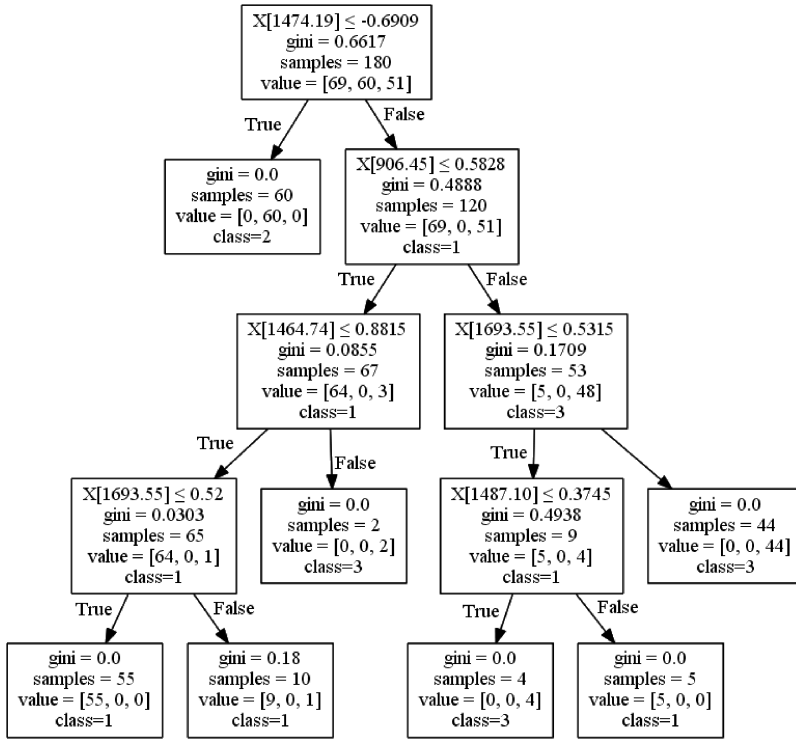 X[1474.19] ≤ -0.6909
gini = 0.6617
samples = 180
value = [69, 60, 51]
True
False
gini = 0.0
samples = 60
value = [0, 60, 0]
class=2
X[906.45] ≤ 0.5828
gini = 0.4888
samples = 120
value = [69, 0, 51]
class=1
True
False
X[1464.74] ≤ 0.8815
gini = 0.0855
samples = 67
value = [64, 0, 3]
class=1
X[1693.55] ≤ 0.5315
gini = 0.1709
samples = 53
value = [5, 0, 48]
class=3
True
False
True
X[1693.55] ≤ 0.52
gini = 0.0303
samples = 65
value = [64, 0, 1]
class=1
gini = 0.0
samples = 2
value = [0, 0, 2]
class=3
X[1487.10] ≤ 0.3745
gini = 0.4938
samples = 9
value = [5, 0, 4]
class=1
gini = 0.0
samples = 44
value = [0, 0, 44]
class=3
True
False
True
False
gini = 0.0
samples = 55
value = [55, 0, 0]
class=1
gini = 0.18
samples = 10
value = [9, 0, 1]
class=1
gini = 0.0
samples = 4
value = [0, 0, 4]
class=3
gini = 0.0
samples = 5
value = [5, 0, 0]
class=1